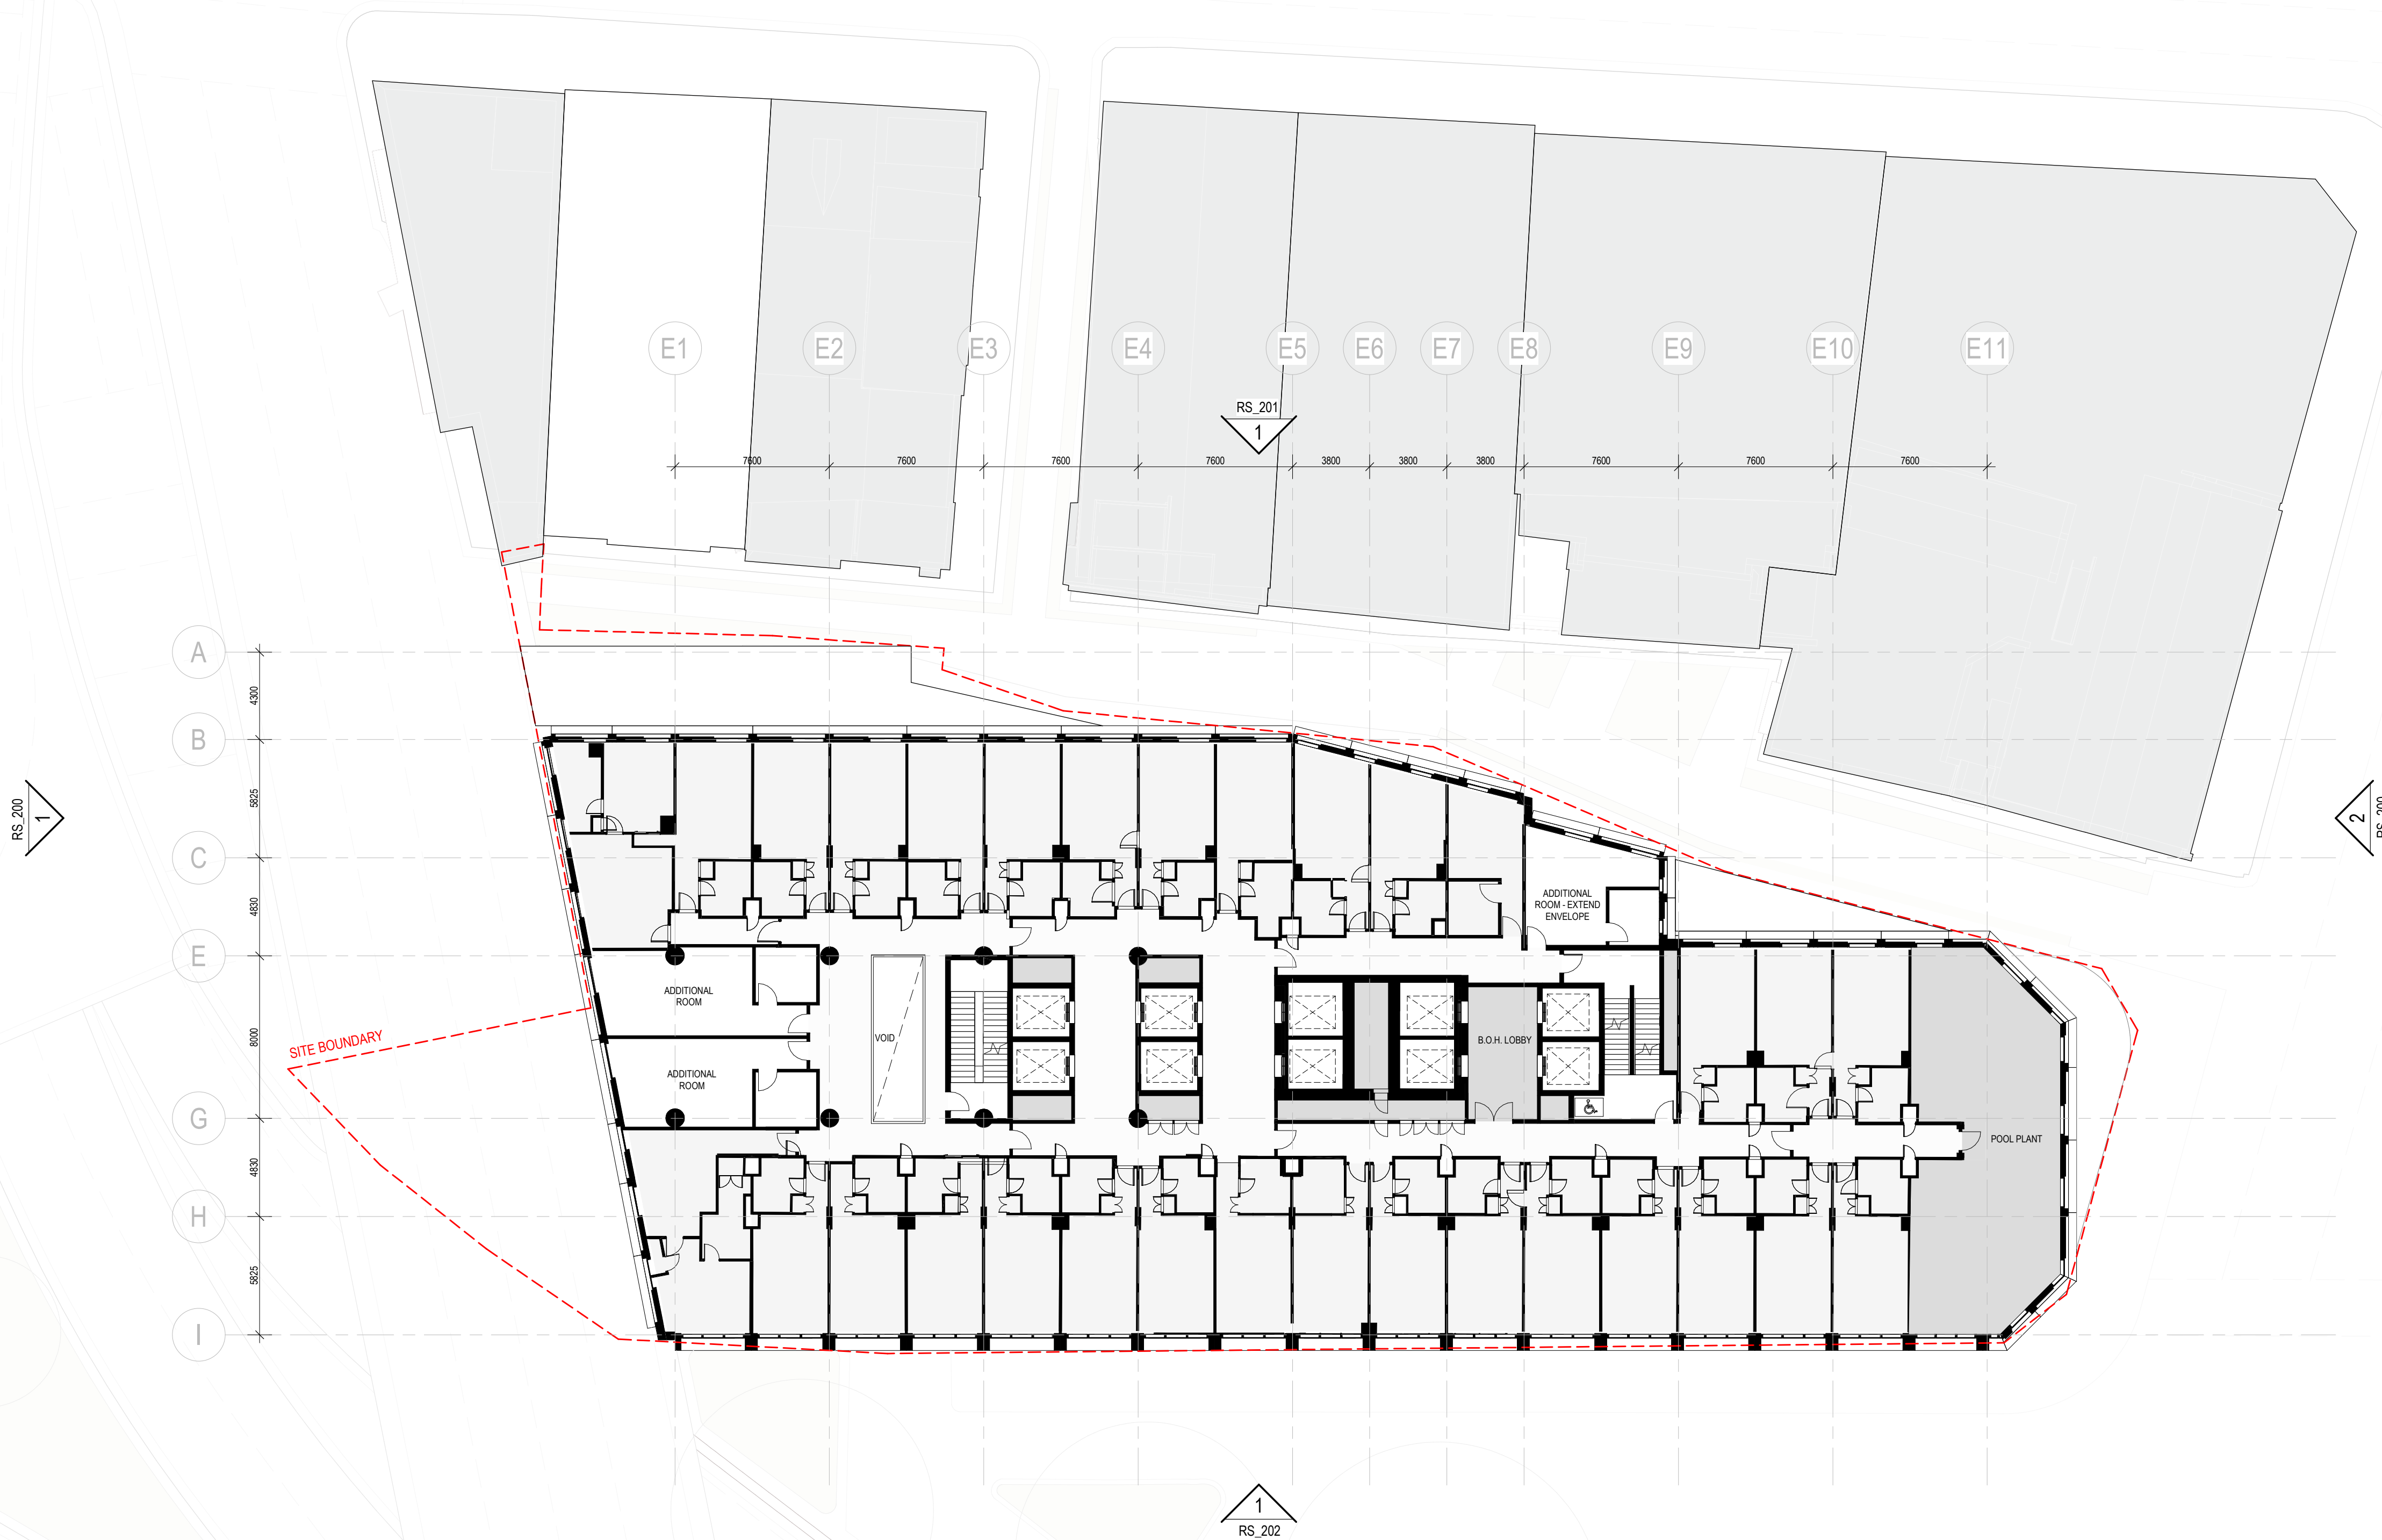 E1
E2
E3
E4
E5
E6
E7
E8
E9
E10
E11
RS_201
1
7600
7600
7600
7600
3800
3800
3800
7600
7600
7600
A
4300
B
5825
C
4830
E
8000
G
4830
H
5825
I
RS_200
1
2
RS_200
SITE BOUNDARY
ADDITIONAL
ROOM - EXTEND
ENVELOPE
ADDITIONAL
ROOM
VOID
B.O.H. LOBBY
ADDITIONAL
ROOM
POOL PLANT
1
RS_202